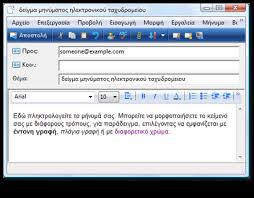 δείγμα μηνύματος ηλεκτρονικού ταχυδρομείου
Αρχείο Επεξεργασία Προβολή Εισαγωγή Μορφή Εργαλεία Μήνυμα
Αποστολή
Προς: someone@example.com
Κοιν.:
Θέμα: δείγμα μηνύματος ηλεκτρονικού ταχυδρομείου
Arial 10
Εδώ πληκτρολογείτε το μήνυμά σας. Μπορείτε να μορφοποιήσετε το κείμενό
σας με διάφορους τρόπους, για παράδειγμα, επιλέγοντας να εμφανίζεται με
έντονη γραφή, πλάγια γραφή ή με διαφορετικό χρώμα.